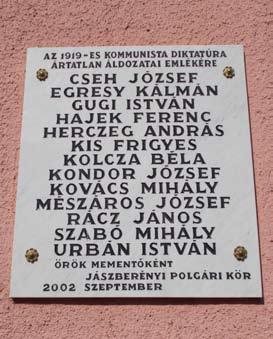 AZ 1919-ES KOMMUNISTA DIKTATÚRA
ÁRTATLAN ÁLDOZATAI EMLÉKÉRE
CSEH JÓZSEF
EGRESY KÁLMÁN
GUGI ISTVÁN
HAJEK FERENC
HERCZEG ANDRÁS
KIS FRIGYES
KOLCZA BÉLA
KONDOR JÓZSEF
KOVÁCS MIHÁLY
MÉSZÁROS JÓZSEF
RÁCZ JÁNOS
SZABÓ MIHÁLY
URBÁN ISTVÁN
ÖRÖK MEMENTÓKÉNT
JÁSZBERÉNYI POLGÁRI KÖR
2002 SZEPTEMBER